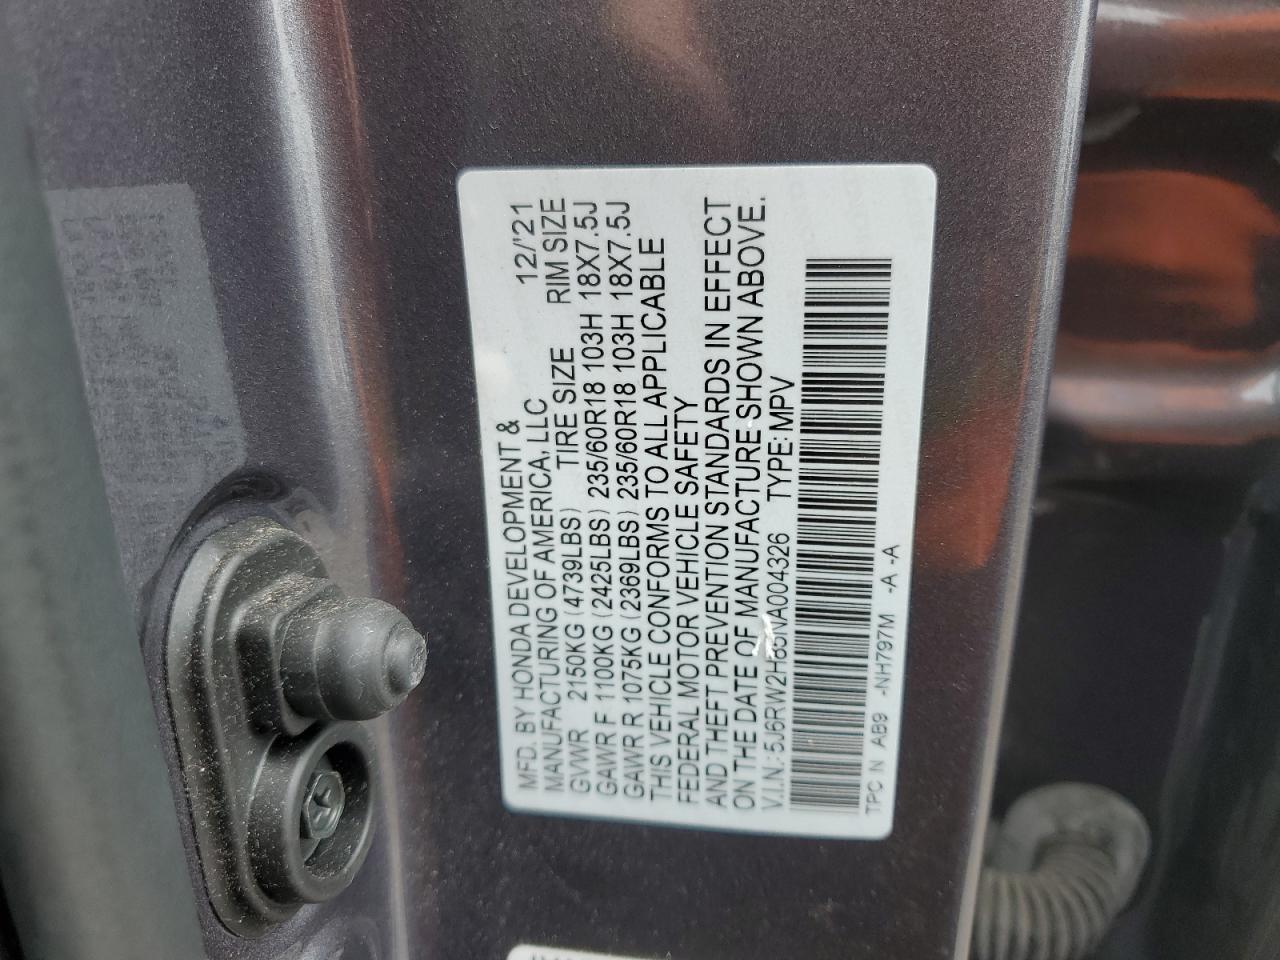 MFD. BY HONDA DEVELOPMENT &
MANUFACTURING OF AMERICA, LLC 12/'21
GVWR 2150KG (4739LBS) TIRE SIZE RIM SIZE
GAWR F 1100KG (2425LBS) 235/60R18 103H 18X7.5J
GAWR R 1075KG (2369LBS) 235/60R18 103H 18X7.5J
THIS VEHICLE CONFORMS TO ALL APPLICABLE
FEDERAL MOTOR VEHICLE SAFETY
AND THEFT PREVENTION STANDARDS IN EFFECT
ON THE DATE OF MANUFACTURE SHOWN ABOVE.
V.I.N.: TYPE: MPV
TPC N AB9 -NH797M -A -A